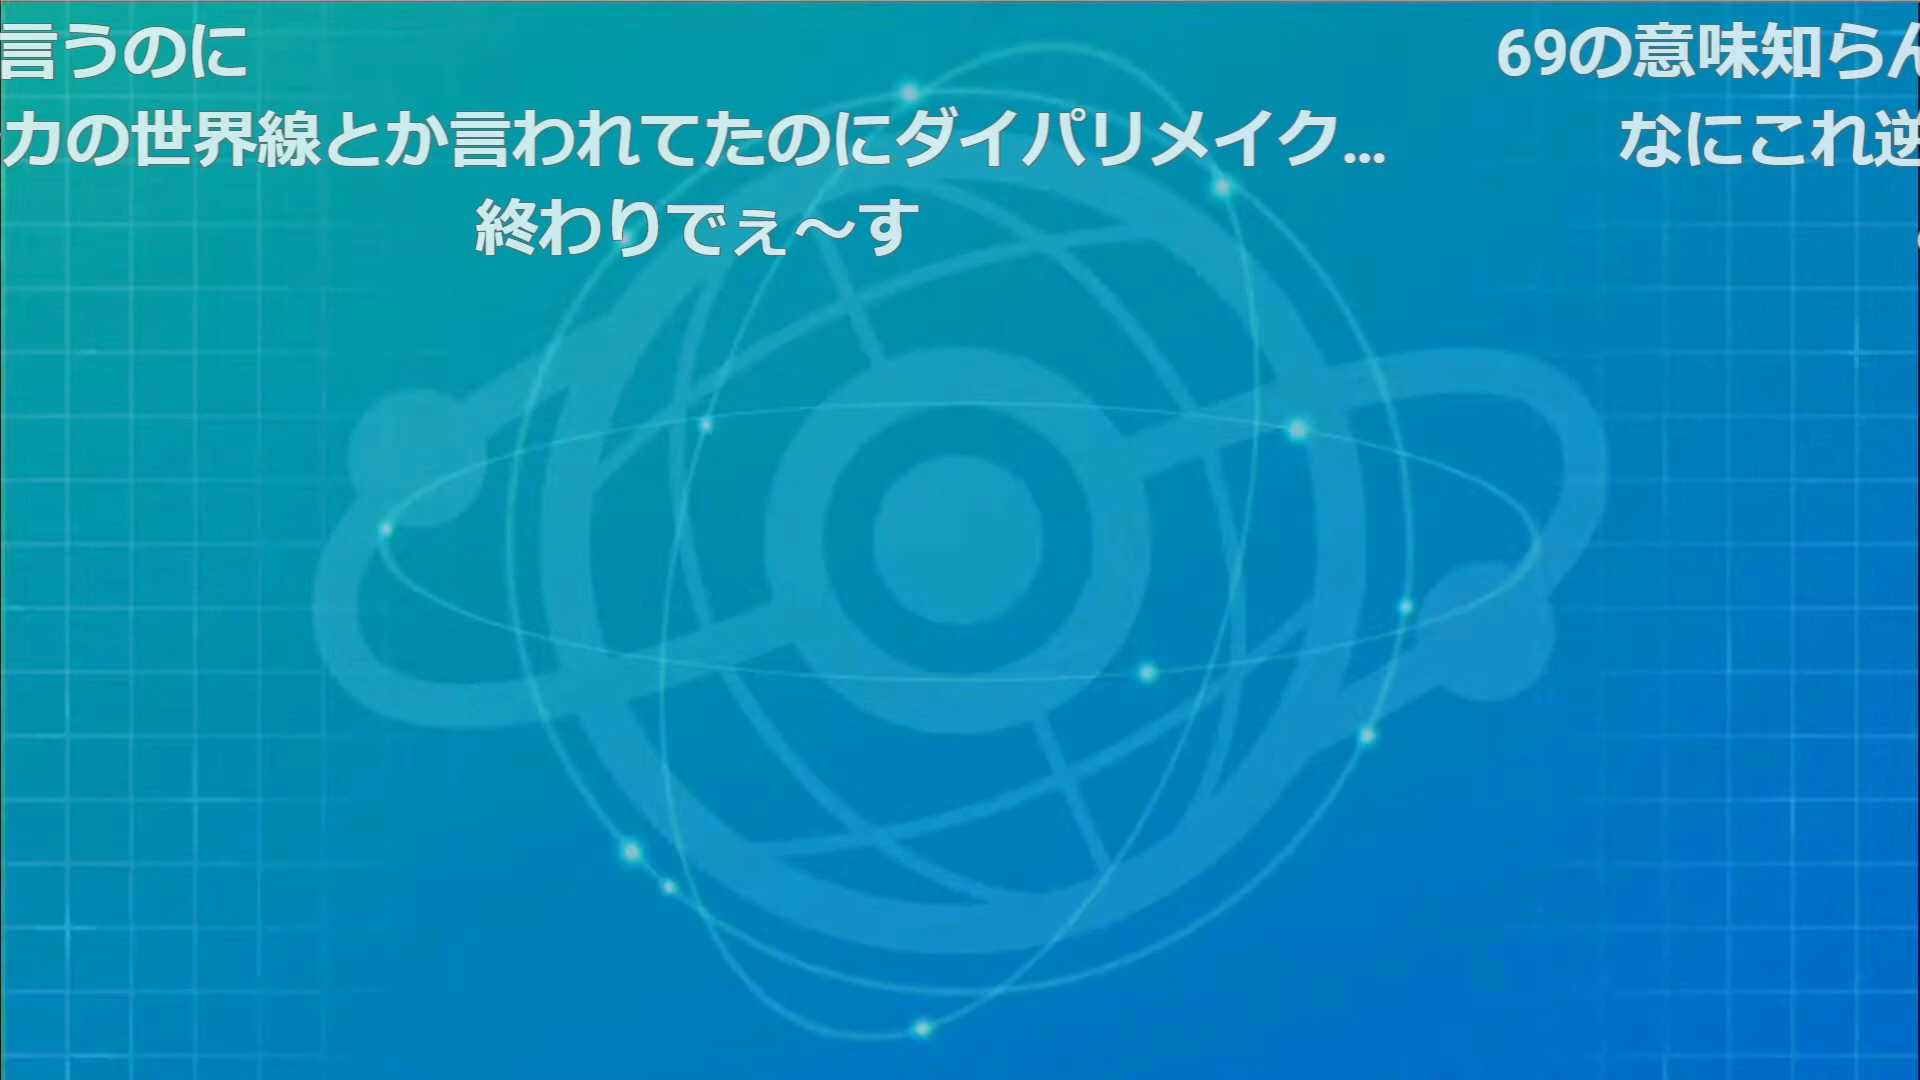 言うのに
69の意味知らん
カの世界線とか言われてたのにダイパリメイク…
なにこれ逆
終わりでぇ～す